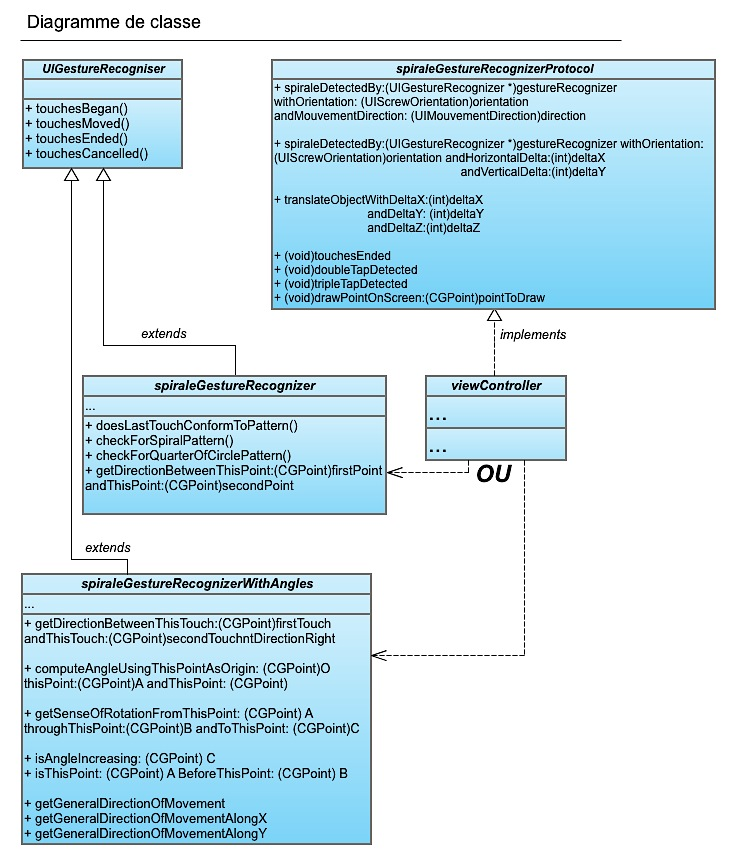 Diagramme de classe
UIGestureRecogniser
+ touchesBegan()
+ touchesMoved()
+ touchesEnded()
+ touchesCancelled()
spiraleGestureRecognizerProtocol
+ spiraleDetectedBy:(UIGestureRecognizer *)gestureRecognizer
withOrientation: (UIScrewOrientation)orientation
andMouvementDirection: (UIMouvementDirection)direction
+ spiraleDetectedBy:(UIGestureRecognizer *)gestureRecognizer withOrientation:
(UIScrewOrientation)orientation andHorizontalDelta:(int)deltaX
andVerticalDelta:(int)deltaY
+ translateObjectWithDeltaX:(int)deltaX
andDeltaY: (int)deltaY
andDeltaZ:(int)deltaZ
+ (void)touchesEnded
+ (void)doubleTapDetected
+ (void)tripleTapDetected
+ (void)drawPointOnScreen:(CGPoint)pointToDraw
extends
implements
spiraleGestureRecognizer
...
+ doesLastTouchConformToPattern()
+ checkForSpiralPattern()
+ checkForQuarterOfCirclePattern()
+ getDirectionBetweenThisPoint:(CGPoint)firstPoint
andThisPoint:(CGPoint)secondPoint
viewController
...
...
OU
extends
spiraleGestureRecognizerWithAngles
...
+ getDirectionBetweenThisTouch:(CGPoint)firstTouch
andThisTouch:(CGPoint)secondTouchntDirectionRight
+ computeAngleUsingThisPointAsOrigin: (CGPoint)O
thisPoint:(CGPoint)A andThisPoint: (CGPoint)
+ getSenseOfRotationFromThisPoint: (CGPoint) A
throughThisPoint:(CGPoint)B andToThisPoint: (CGPoint)C
+ isAngleIncreasing: (CGPoint) C
+ isThisPoint: (CGPoint) A BeforeThisPoint: (CGPoint) B
+ getGeneralDirectionOfMovement
+ getGeneralDirectionOfMovementAlongX
+ getGeneralDirectionOfMovementAlongY